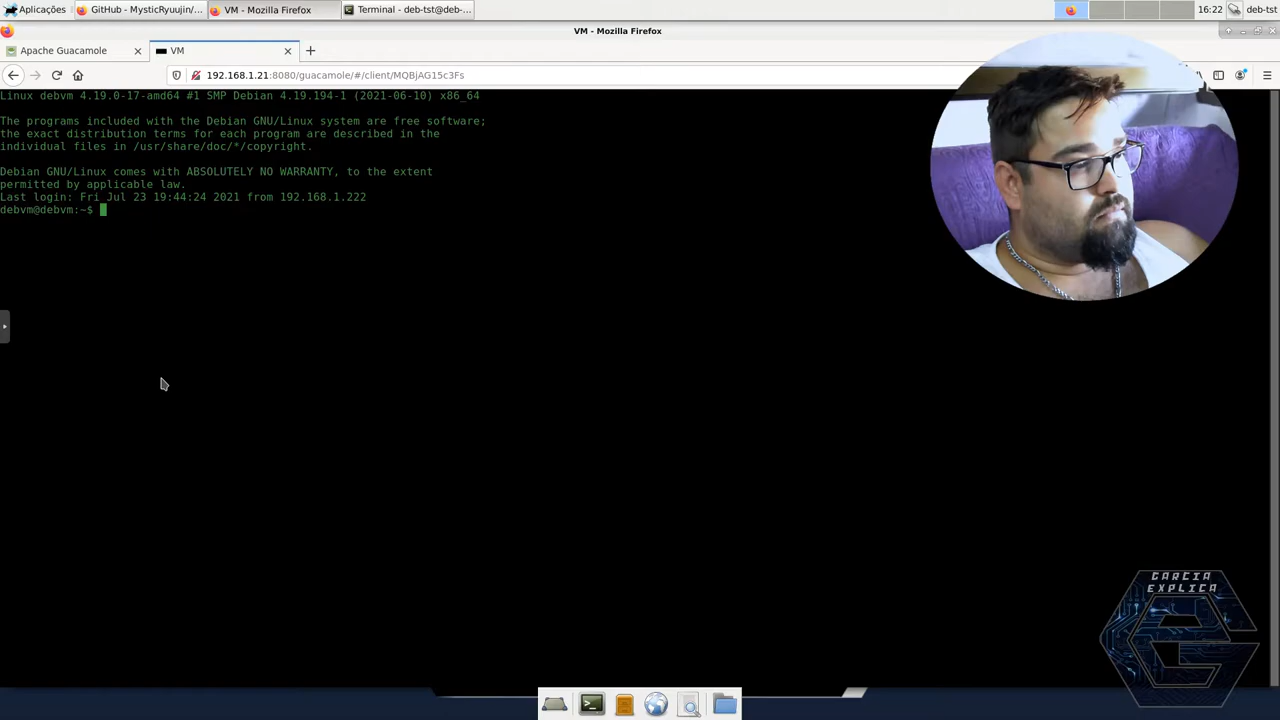 Aplicações
GitHub - MysticRyuujin/...
VM - Mozilla Firefox
Terminal - deb-tst@deb-...
16:22
deb-tst
VM - Mozilla Firefox
Apache Guacamole
VM
192.168.1.21:8080/guacamole/#/client/MQBjAG15c3Fs
Linux debvm 4.19.0-17-amd64 #1 SMP Debian 4.19.194-1 (2021-06-10) x86_64
The programs included with the Debian GNU/Linux system are free software;
the exact distribution terms for each program are described in the
individual files in /usr/share/doc/*/copyright.
Debian GNU/Linux comes with ABSOLUTELY NO WARRANTY, to the extent
permitted by applicable law.
Last login: Fri Jul 23 19:44:24 2021 from 192.168.1.222
debvm@debvm:~$
GARCIA
EXPLICA